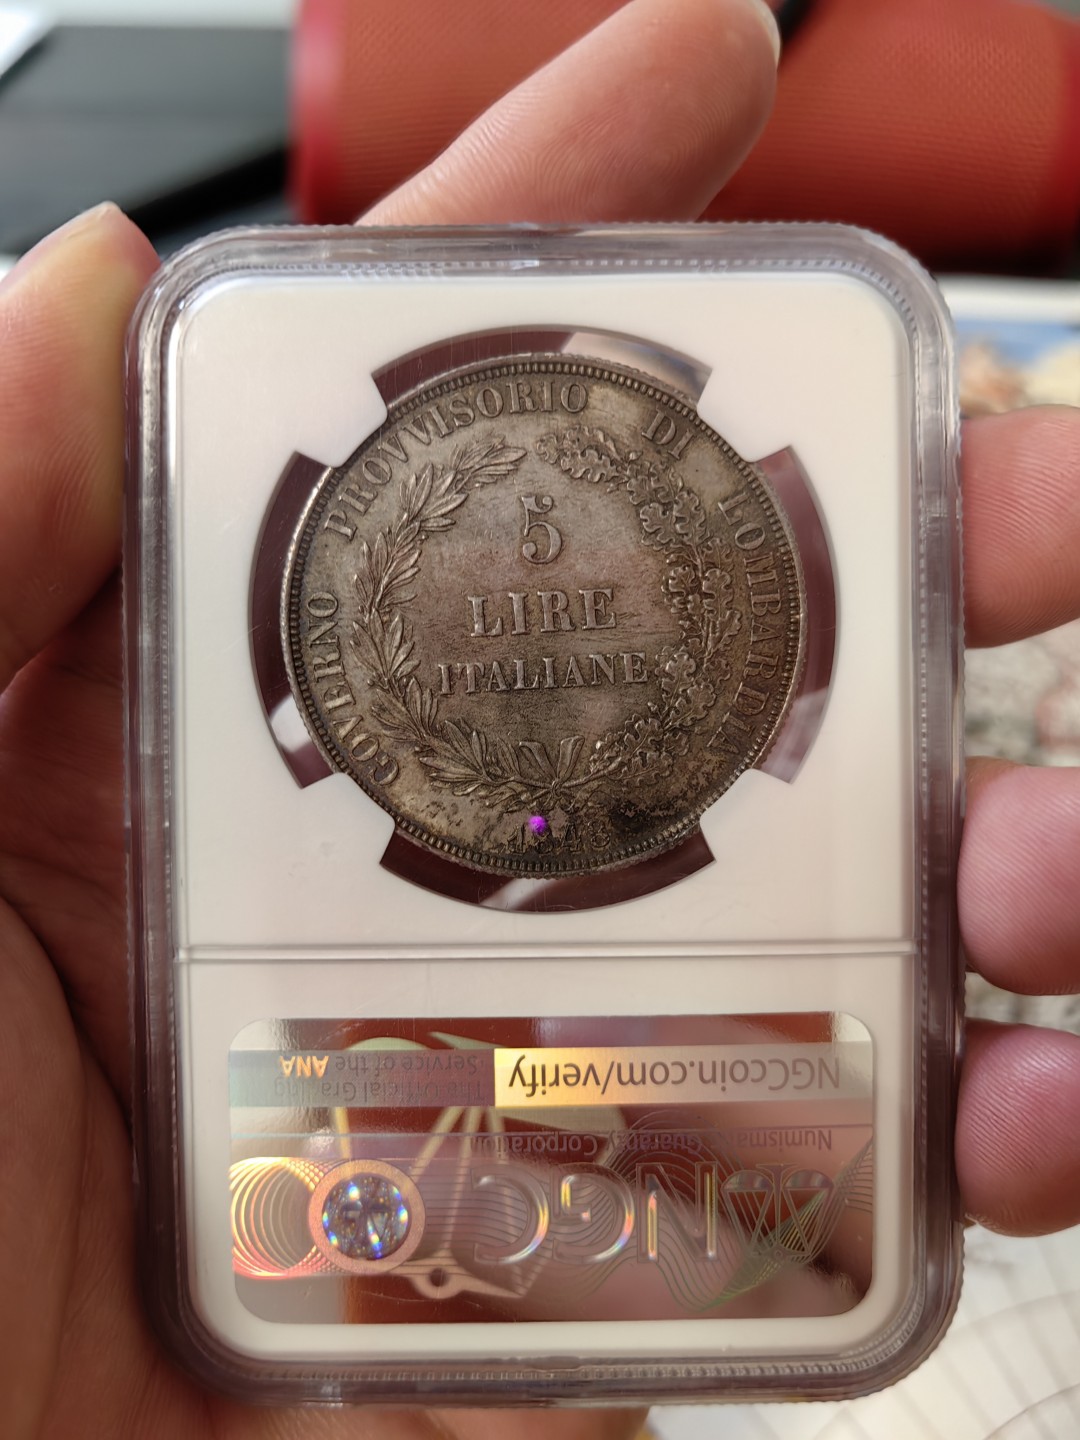 GOVERNO PROVVISORIO DI LOMBARDIA
5
LIRE
ITALIANE
1848
NGCcoin.com/verify
The Official Grading
Service of the ANA
Numismatic Guaranty Corporation
NGC